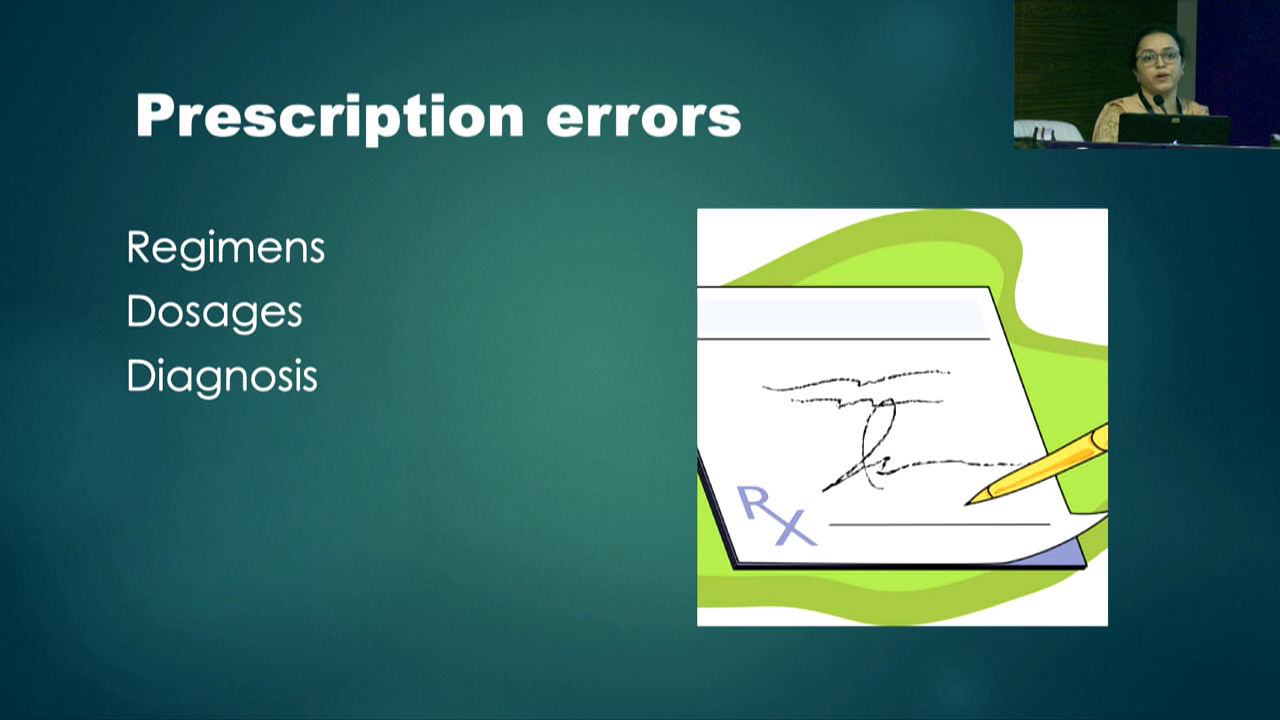 Prescription errors
Regimens
Dosages
Diagnosis
Rx